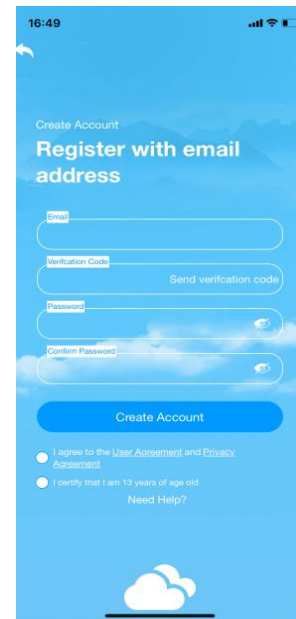 16:49
Create Account
Register with email
address
Email
Verifcation Code
Send verifcation code
Password
Confirm Password
Create Account
I agree to the User Agreement and Privacy
Agreement
I certify that I am 13 years of age old
Need Help?